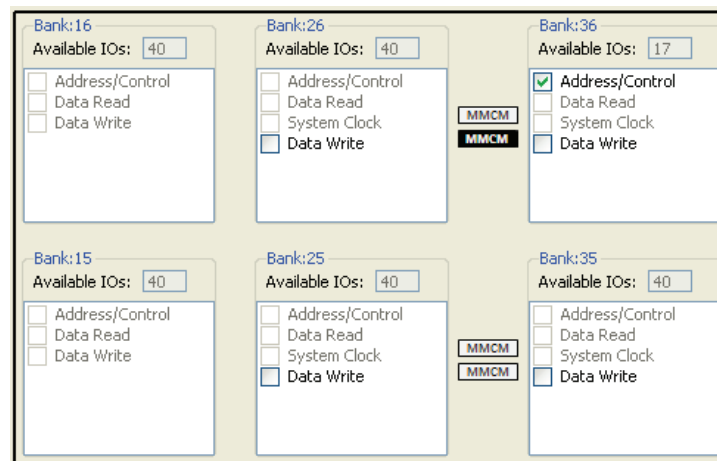 Bank:16
Available IOs: 40
Address/Control
Data Read
Data Write
Bank:26
Available IOs: 40
Address/Control
Data Read
System Clock
Data Write
MMCM
MMCM
Bank:36
Available IOs: 17
Address/Control
Data Read
System Clock
Data Write
Bank:15
Available IOs: 40
Address/Control
Data Read
Data Write
Bank:25
Available IOs: 40
Address/Control
Data Read
System Clock
Data Write
MMCM
MMCM
Bank:35
Available IOs: 40
Address/Control
Data Read
System Clock
Data Write